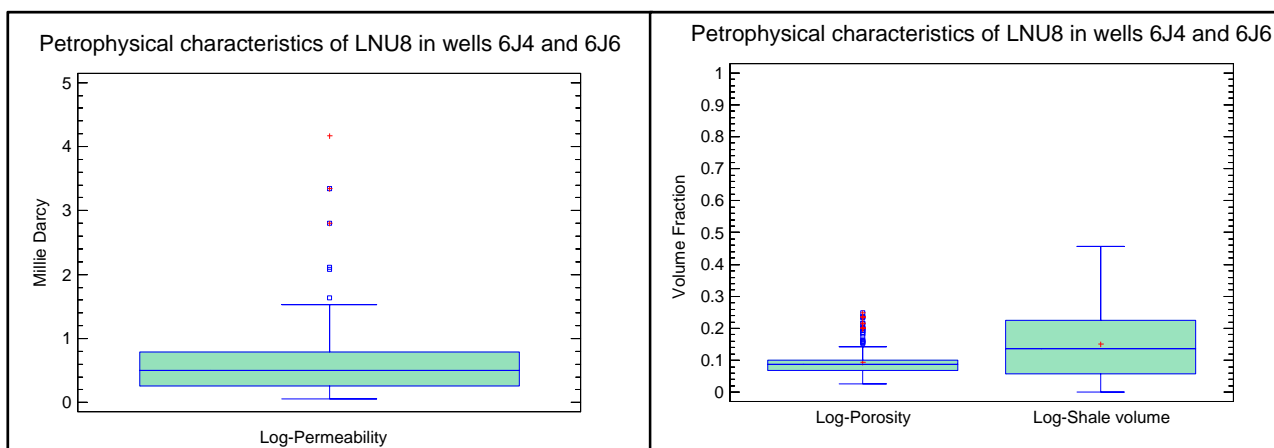 Petrophysical characteristics of LNU8 in wells 6J4 and 6J6
Millie Darcy
5
4
3
2
1
0
Log-Permeability
Petrophysical characteristics of LNU8 in wells 6J4 and 6J6
Volume Fraction
1
0.9
0.8
0.7
0.6
0.5
0.4
0.3
0.2
0.1
0
Log-Porosity Log-Shale volume